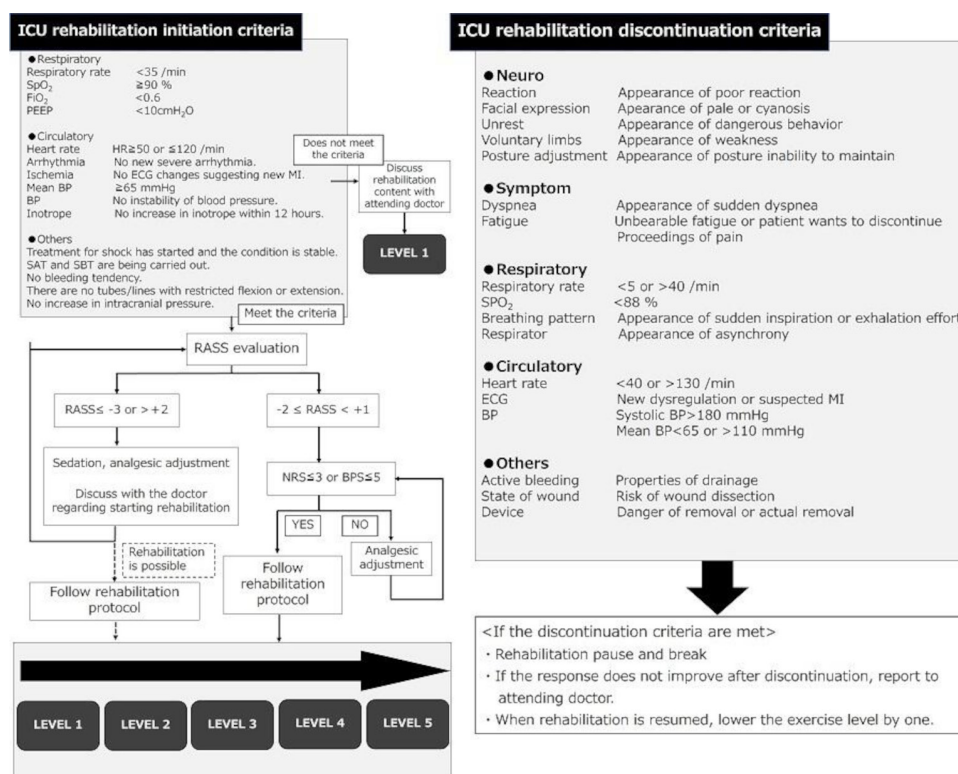 ICU rehabilitation initiation criteria
●Restpiratory
Respiratory rate <35 /min
SpO₂ ≧90 %
FiO₂ <0.6
PEEP <10cmH₂O
●Circulatory
Heart rate HR≧50 or ≦120 /min
Arrhythmia No new severe arrhythmia.
Ischemia No ECG changes suggesting new MI.
Mean BP ≧65 mmHg
BP No instability of blood pressure.
Inotrope No increase in inotrope within 12 hours.
●Others
Treatment for shock has started and the condition is stable.
SAT and SBT are being carried out.
No bleeding tendency.
There are no tubes/lines with restricted flexion or extension.
No increase in intracranial pressure.
Does not meet
the criteria
Discuss
rehabilitation
content with
attending doctor
LEVEL 1
Meet the criteria
RASS evaluation
RASS≦ -3 or >+2
-2 ≦ RASS < +1
Sedation, analgesic adjustment
Discuss with the doctor
regarding starting rehabilitation
NRS≦3 or BPS≦5
YES
NO
Rehabilitation
is possible
Analgesic
adjustment
Follow rehabilitation
protocol
Follow
rehabilitation
protocol
LEVEL 1
LEVEL 2
LEVEL 3
LEVEL 4
LEVEL 5
ICU rehabilitation discontinuation criteria
●Neuro
Reaction Appearance of poor reaction
Facial expression Apearance of pale or cyanosis
Unrest Appearance of dangerous behavior
Voluntary limbs Appearance of weakness
Posture adjustment Appearance of posture inability to maintain
●Symptom
Dyspnea Appearance of sudden dyspnea
Fatigue Unbearable fatigue or patient wants to discontinue
Proceedings of pain
●Respiratory
Respiratory rate <5 or >40 /min
SPO₂ <88 %
Breathing pattern Appearance of sudden inspiration or exhalation effort
Respirator Appearance of asynchrony
●Circulatory
Heart rate <40 or >130 /min
ECG New dysregulation or suspected MI
BP Systolic BP>180 mmHg
Mean BP<65 or >110 mmHg
●Others
Active bleeding Properties of drainage
State of wound Risk of wound dissection
Device Danger of removal or actual removal
<If the discontinuation criteria are met>
・Rehabilitation pause and break
・If the response does not improve after discontinuation, report to
attending doctor.
・When rehabilitation is resumed, lower the exercise level by one.